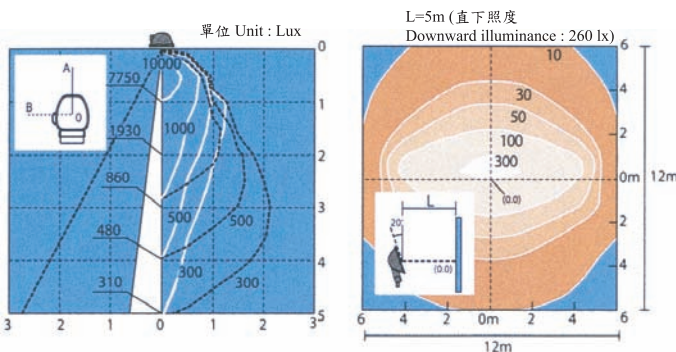 單位 Unit : Lux
L=5m (直下照度
Downward illuminance : 260 lx)
A
B
0
10000
7750
1000
1930
860
500
500
480
310
300
300
0
1
2
3
4
5
3 2 1 0 1 2 3
10
30
50
100
300
(0.0)
L
20°
(0.0)
6
4
2
0m
2
4
6
12m
6 4 2 0m 2 4 6
12m